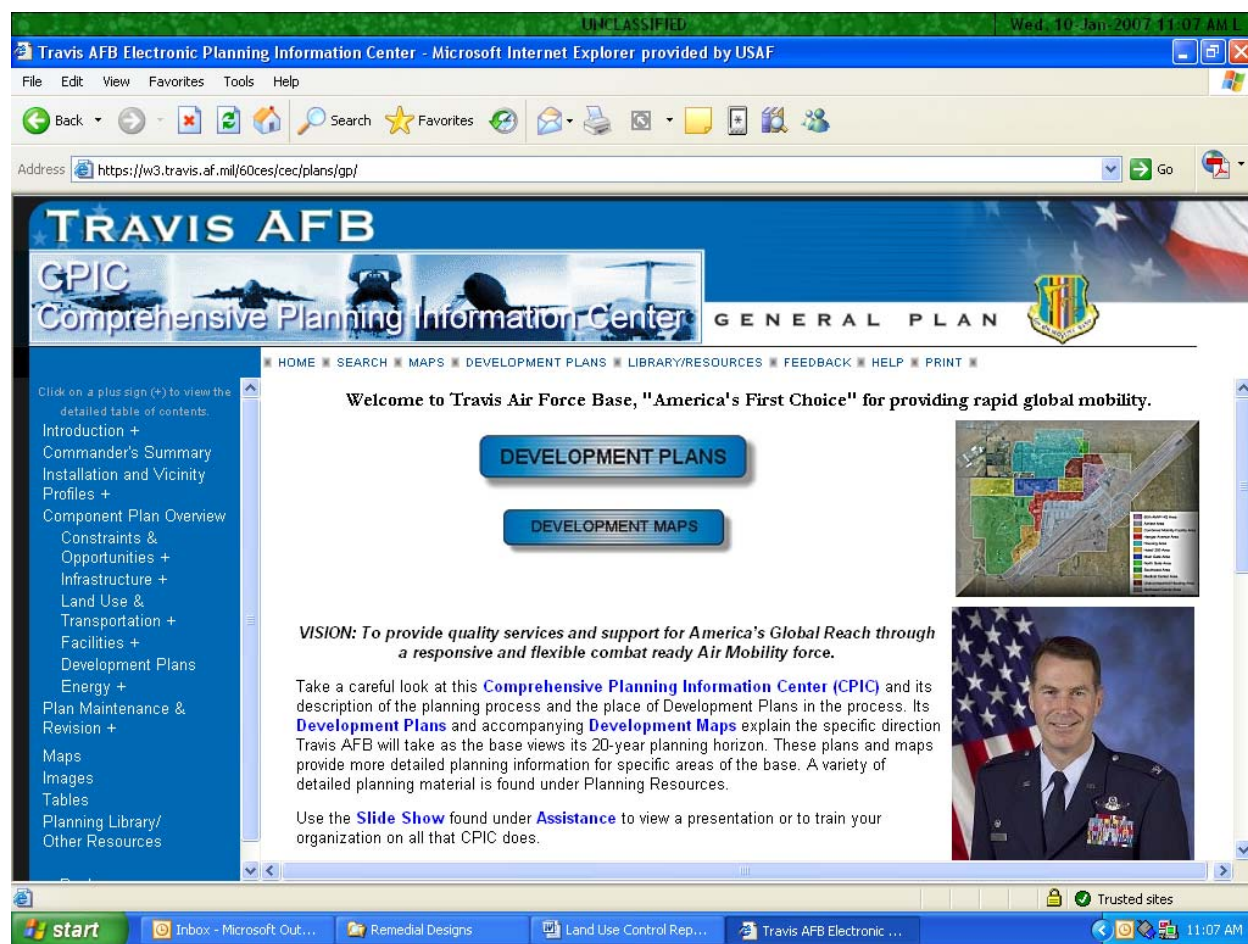 UNCLASSIFIED
Wed, 10-Jan-2007 11:07 AM L
Travis AFB Electronic Planning Information Center - Microsoft Internet Explorer provided by USAF
File Edit View Favorites Tools Help
Back Search Favorites
Address https://w3.travis.af.mil/60ces/cec/plans/gp/ Go
TRAVIS AFB
CPIC
Comprehensive Planning Information Center
GENERAL PLAN
HOME SEARCH MAPS DEVELOPMENT PLANS LIBRARY/RESOURCES FEEDBACK HELP PRINT
Click on a plus sign (+) to view the
detailed table of contents.
Introduction +
Commander's Summary
Installation and Vicinity
Profiles +
Component Plan Overview
Constraints &
Opportunities +
Infrastructure +
Land Use &
Transportation +
Facilities +
Development Plans
Energy +
Plan Maintenance &
Revision +
Maps
Images
Tables
Planning Library/
Other Resources
Welcome to Travis Air Force Base, "America's First Choice" for providing rapid global mobility.
DEVELOPMENT PLANS
DEVELOPMENT MAPS
VISION: To provide quality services and support for America's Global Reach through
a responsive and flexible combat ready Air Mobility force.
Take a careful look at this Comprehensive Planning Information Center (CPIC) and its
description of the planning process and the place of Development Plans in the process. Its
Development Plans and accompanying Development Maps explain the specific direction
Travis AFB will take as the base views its 20-year planning horizon. These plans and maps
provide more detailed planning information for specific areas of the base. A variety of
detailed planning material is found under Planning Resources.
Use the Slide Show found under Assistance to view a presentation or to train your
organization on all that CPIC does.
Trusted sites
start
Inbox - Microsoft Out...
Remedial Designs
Land Use Control Rep...
Travis AFB Electronic ...
11:07 AM